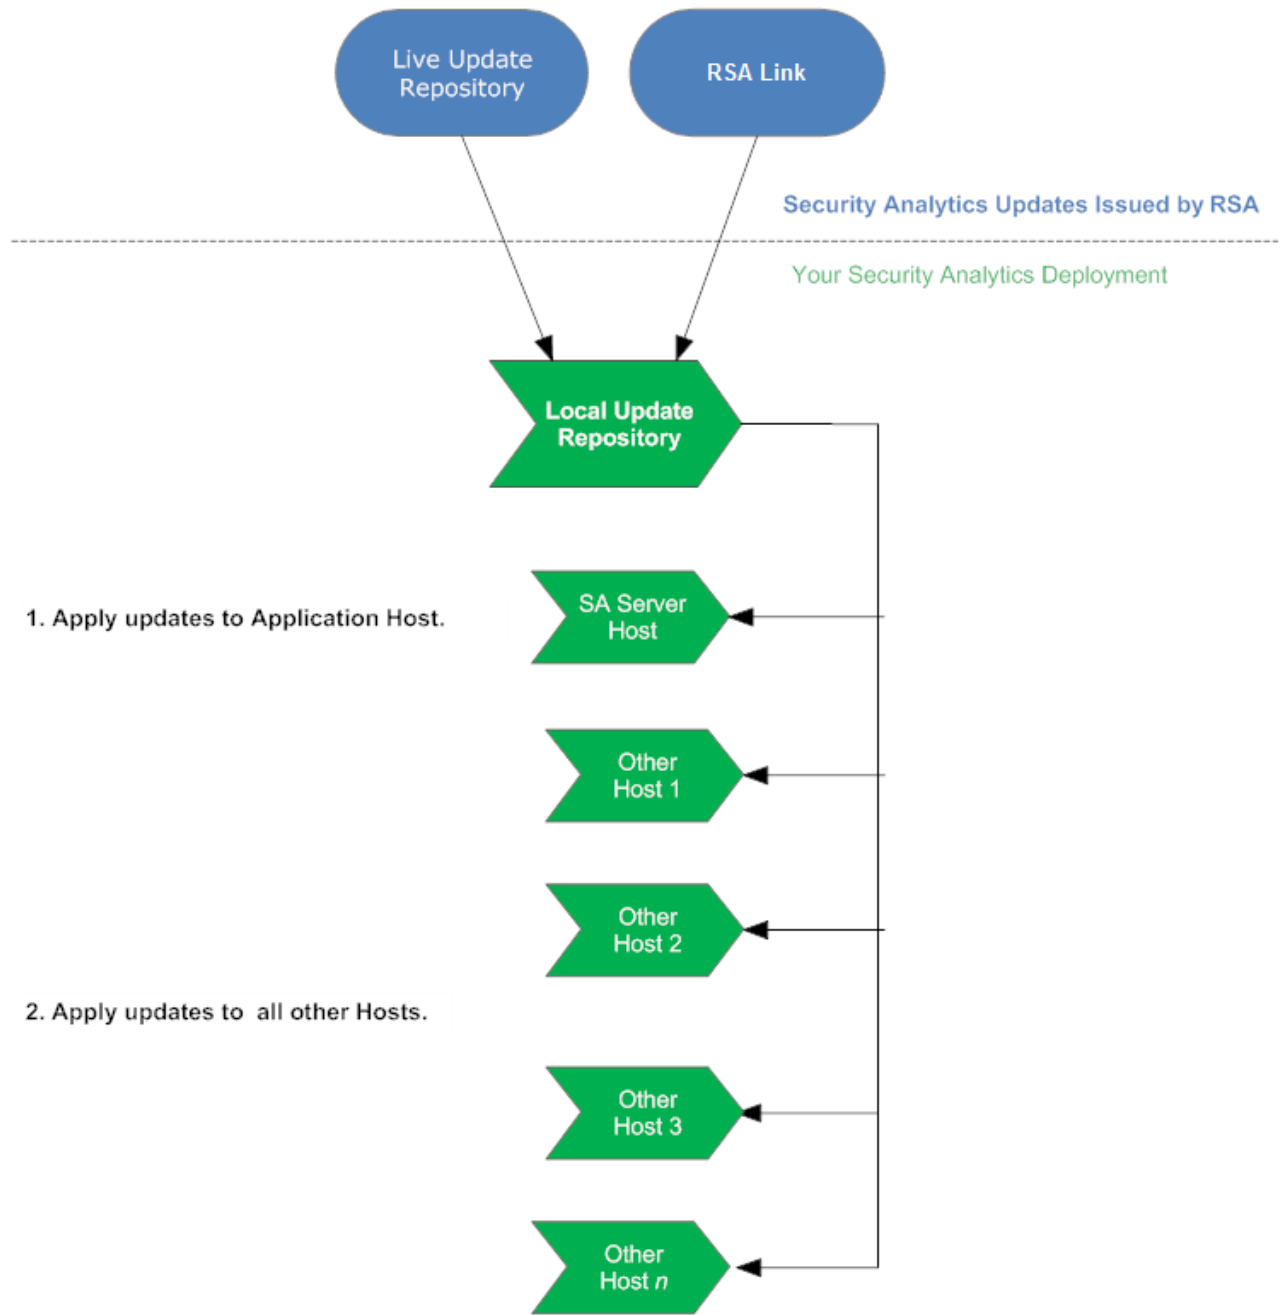 Live Update
Repository
RSA Link
Security Analytics Updates Issued by RSA
Your Security Analytics Deployment
Local Update
Repository
1. Apply updates to Application Host.
SA Server
Host
Other
Host 1
Other
Host 2
2. Apply updates to  all other Hosts.
Other
Host 3
Other
Host n